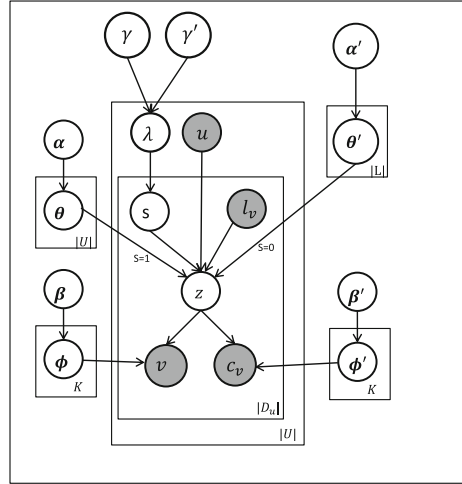 γ γ′
α′
λ u
α θ′
|L|
s l_v
θ
S=1 S=0
|U|
z
β β′
ϕ v c_v ϕ′
K K
|D_u|
|U|